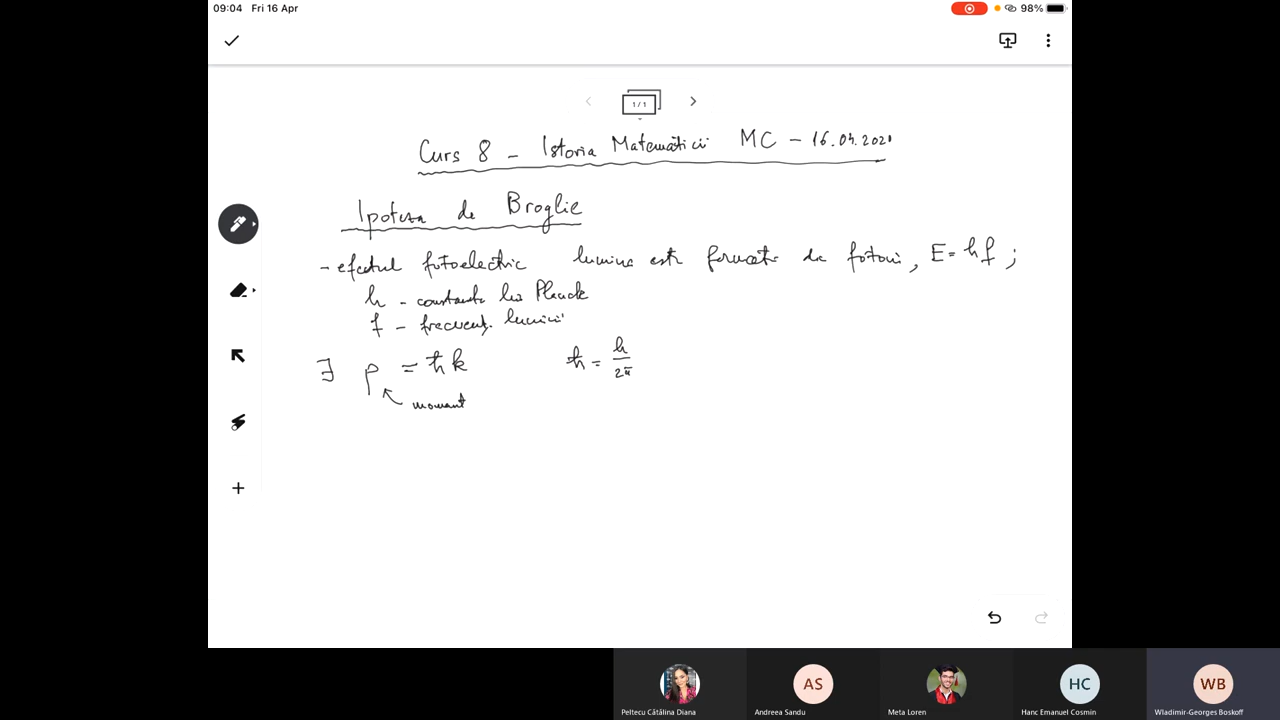 09:04 Fri 16 Apr
98%
1/1
Curs 8 - Istoria Matematicii MC - 16.04.2021
Ipoteza de Broglie
- efectul fotoelectric lumina este formată de fotoni, E = hf ;
h - constanta lui Planck
f - frecvența luminii
∃ p = ħk ħ = h/2π
moment
AS
HC
WB
Peltecu Cătălina Diana
Andreea Sandu
Meta Loren
Hanc Emanuel Cosmin
Wladimir-Georges Boskoff